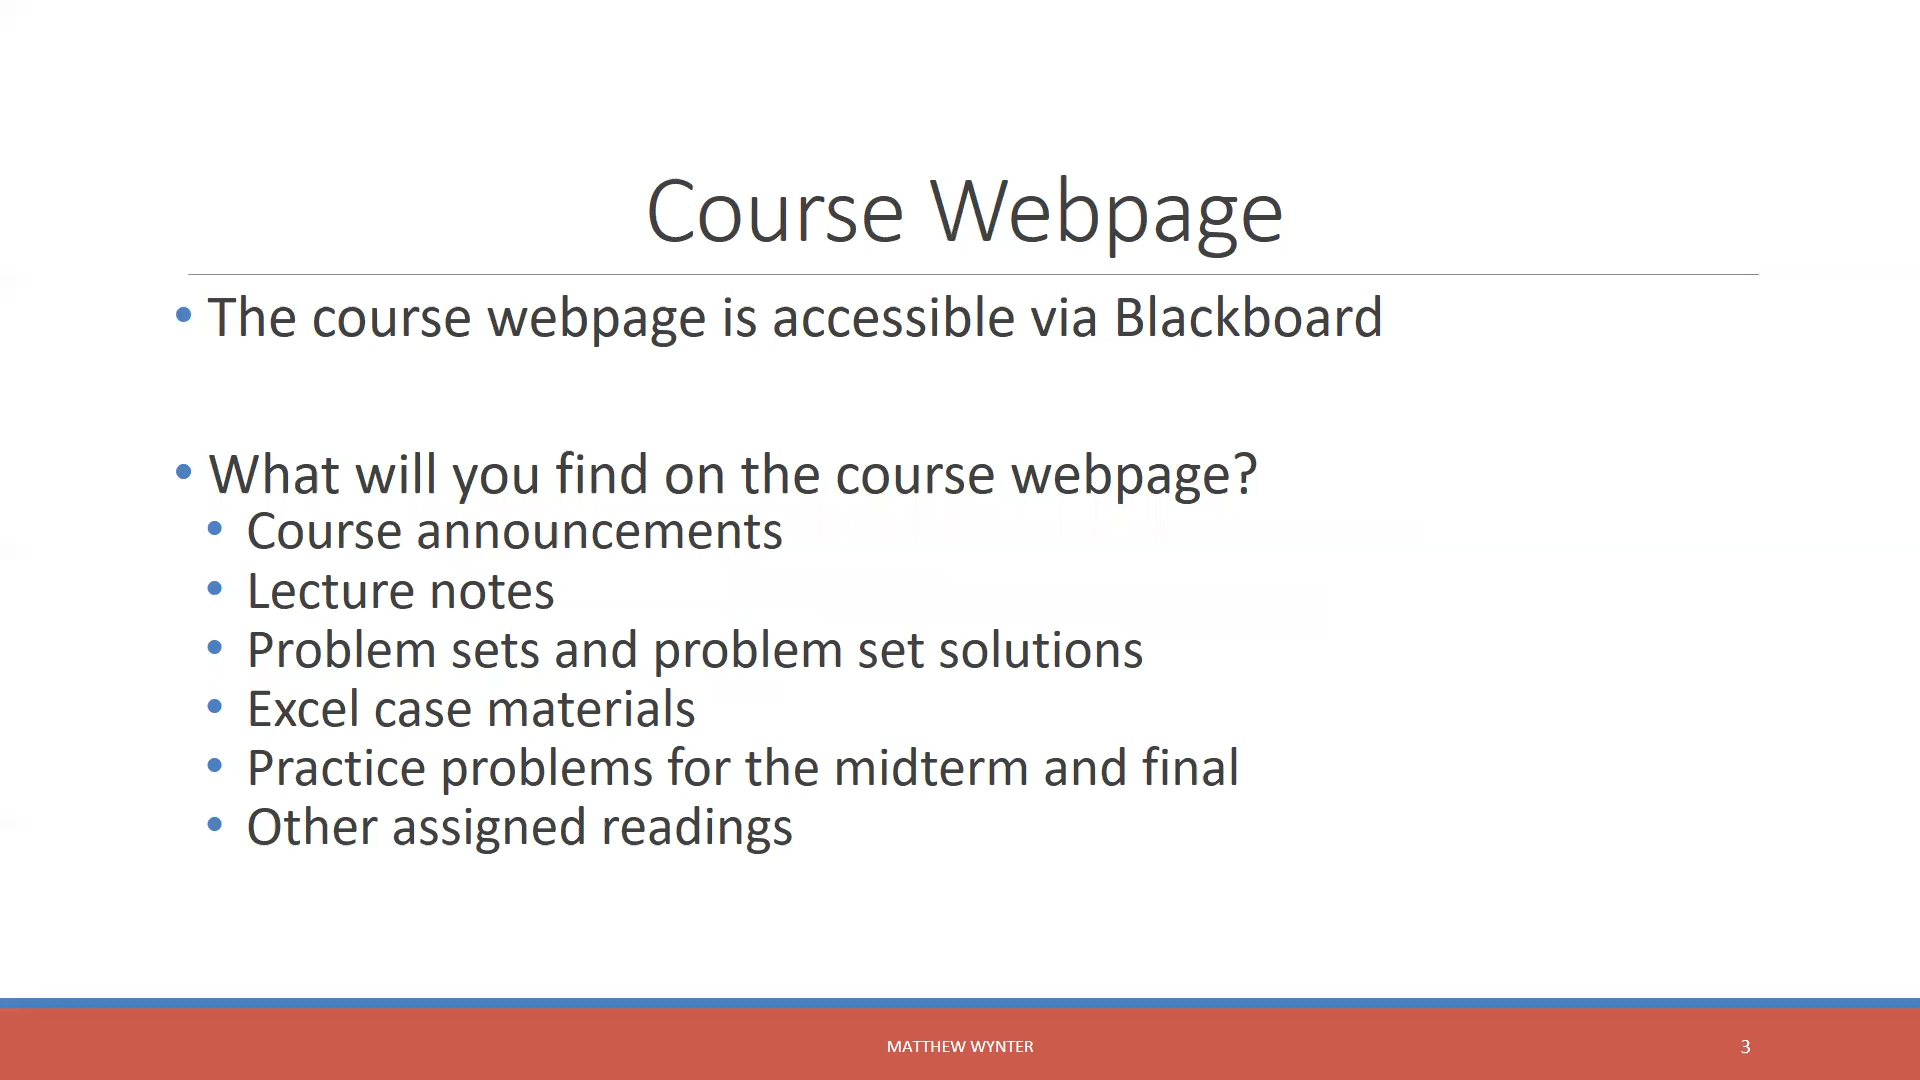 Course Webpage
• The course webpage is accessible via Blackboard
• What will you find on the course webpage?
• Course announcements
• Lecture notes
• Problem sets and problem set solutions
• Excel case materials
• Practice problems for the midterm and final
• Other assigned readings
MATTHEW WYNTER
3